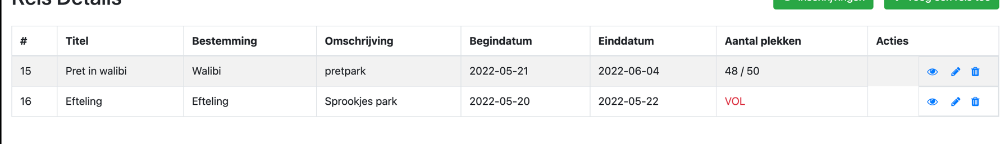 Reis Details
Inschrijvingen
Voeg een reis toe
# Titel Bestemming Omschrijving Begindatum Einddatum Aantal plekken Acties
15 Pret in walibi Walibi pretpark 2022-05-21 2022-06-04 48 / 50
16 Efteling Efteling Sprookjes park 2022-05-20 2022-05-22 VOL